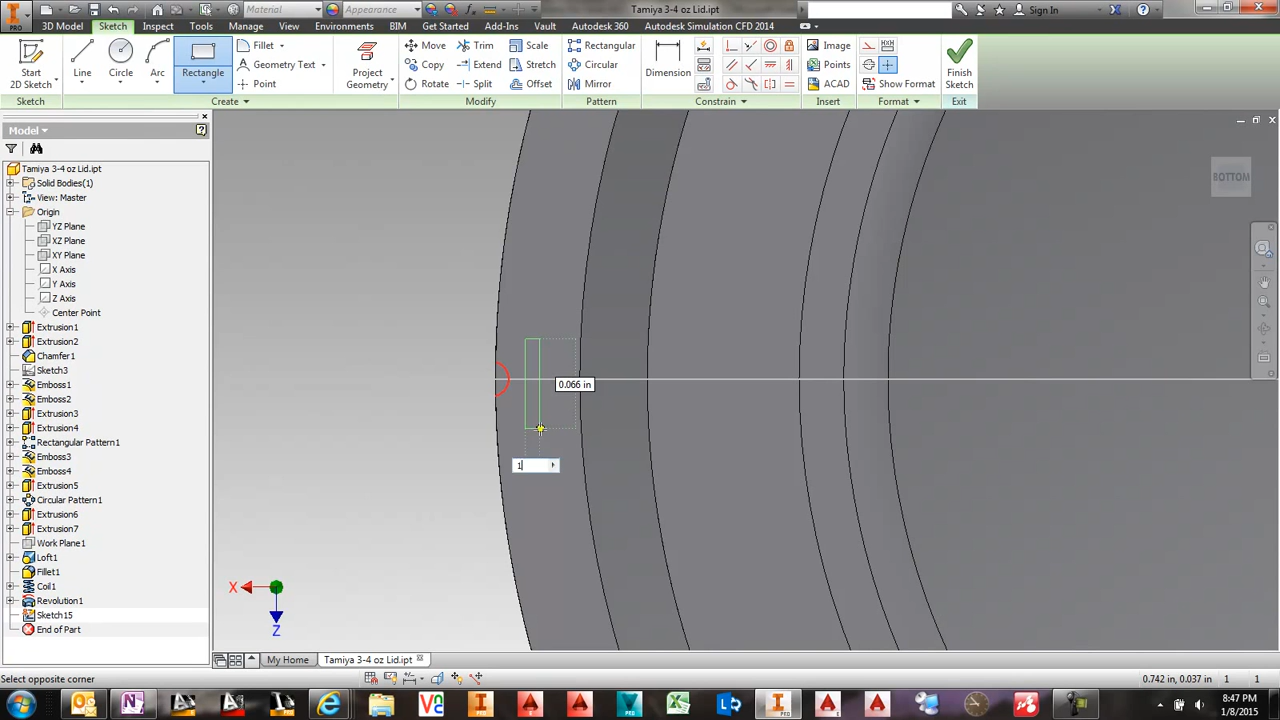 PRO
Material
Appearance
Tamiya 3-4 oz Lid.ipt
Sign In
3D Model
Sketch
Inspect
Tools
Manage
View
Environments
BIM
Get Started
Add-Ins
Vault
Autodesk 360
Autodesk Simulation CFD 2014
Start
2D Sketch
Line
Circle
Arc
Rectangle
Fillet
Geometry Text
Point
Project
Geometry
Move
Copy
Rotate
Trim
Extend
Split
Scale
Stretch
Offset
Rectangular
Circular
Mirror
Dimension
Image
Points
ACAD
Show Format
Finish
Sketch
Sketch
Create
Modify
Pattern
Constrain
Insert
Format
Exit
Model
Tamiya 3-4 oz Lid.ipt
Solid Bodies(1)
View: Master
Origin
YZ Plane
XZ Plane
XY Plane
X Axis
Y Axis
Z Axis
Center Point
Extrusion1
Extrusion2
Chamfer1
Sketch3
Emboss1
Emboss2
Extrusion3
Extrusion4
Rectangular Pattern1
Emboss3
Emboss4
Extrusion5
Circular Pattern1
Extrusion6
Extrusion7
Work Plane1
Loft1
Fillet1
Coil1
Revolution1
Sketch15
End of Part
BOTTOM
0.066 in
1
X
Z
My Home
Tamiya 3-4 oz Lid.ipt
Select opposite corner
0.742 in, 0.037 in
1
1
8:47 PM
1/8/2015